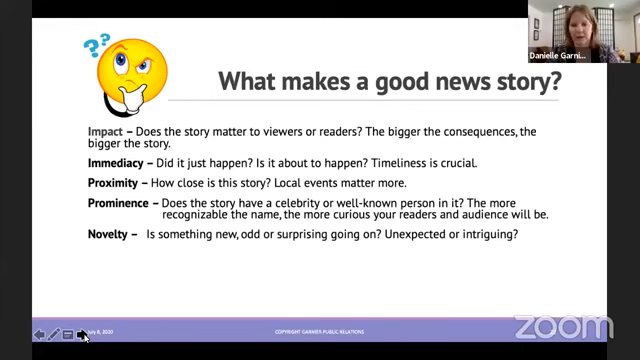 Danielle Garni...
??
What makes a good news story?
Impact – Does the story matter to viewers or readers? The bigger the consequences, the
bigger the story.
Immediacy – Did it just happen? Is it about to happen? Timeliness is crucial.
Proximity – How close is this story? Local events matter more.
Prominence – Does the story have a celebrity or well-known person in it? The more
recognizable the name, the more curious your readers and audience will be.
Novelty – Is something new, odd or surprising going on? Unexpected or intriguing?
July 8, 2020
COPYRIGHT GARNIER PUBLIC RELATIONS
zoom